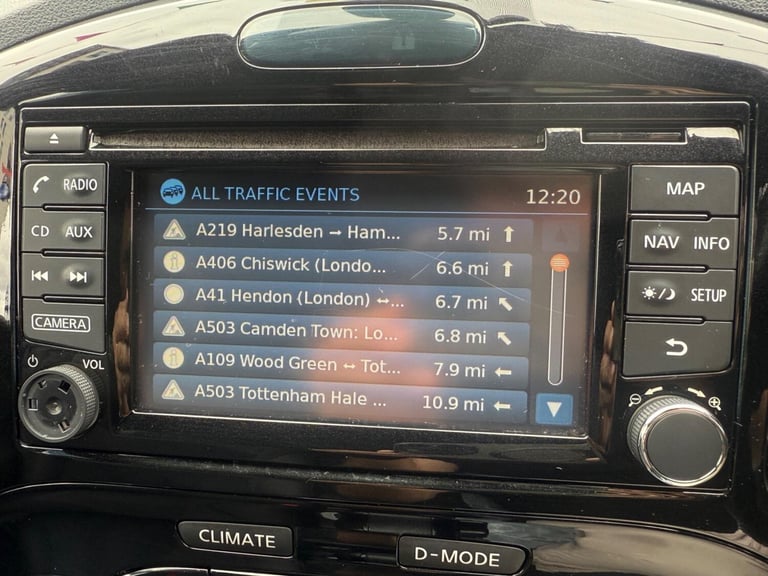 ALL TRAFFIC EVENTS 12:20
A219 Harlesden → Ham... 5.7 mi ↑
A406 Chiswick (Londo... 6.6 mi ↑
A41 Hendon (London) ↔... 6.7 mi ↖
A503 Camden Town: Lo... 6.8 mi ↖
A109 Wood Green ↔ Tot... 7.9 mi ←
A503 Tottenham Hale ... 10.9 mi ←
RADIO
CD AUX
CAMERA
VOL
MAP
NAV INFO
SETUP
CLIMATE
D-MODE